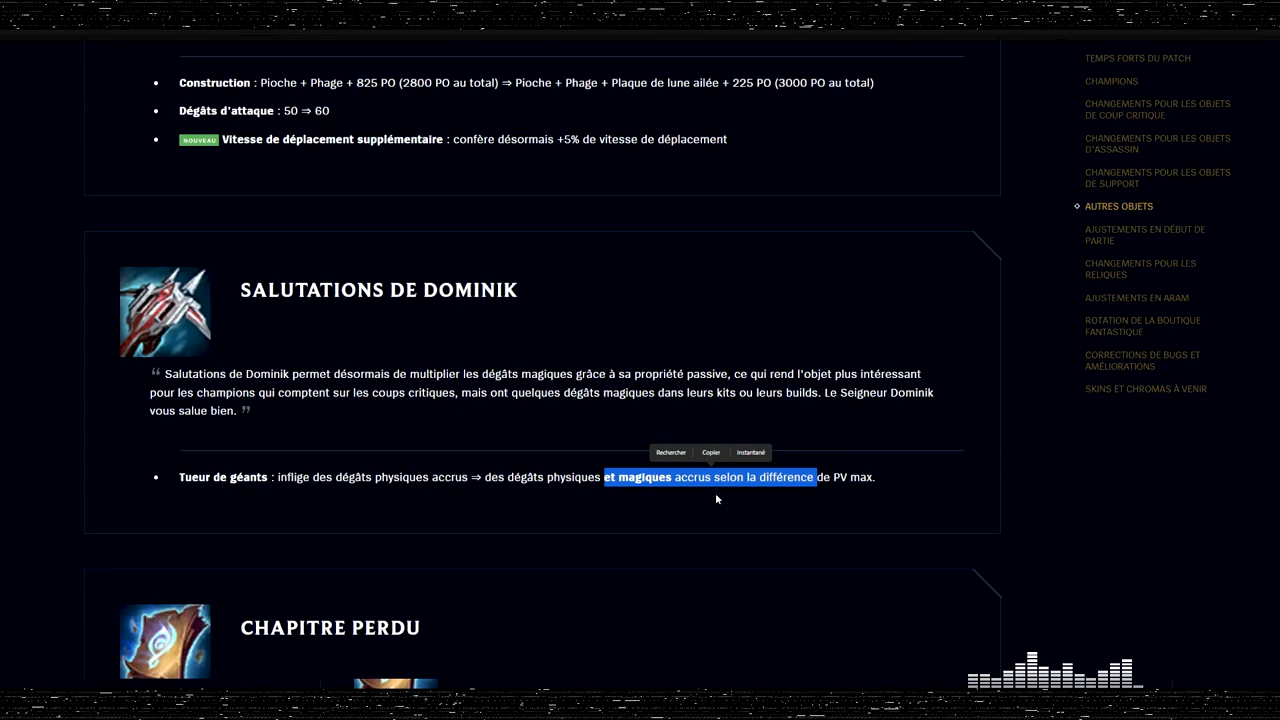 Construction : Pioche + Phage + 825 PO (2800 PO au total) ⇒ Pioche + Phage + Plaque de lune ailée + 225 PO (3000 PO au total)
Dégâts d'attaque : 50 ⇒ 60
NOUVEAU Vitesse de déplacement supplémentaire : confère désormais +5% de vitesse de déplacement
SALUTATIONS DE DOMINIK
“ Salutations de Dominik permet désormais de multiplier les dégâts magiques grâce à sa propriété passive, ce qui rend l'objet plus intéressant
pour les champions qui comptent sur les coups critiques, mais ont quelques dégâts magiques dans leurs kits ou leurs builds. Le Seigneur Dominik
vous salue bien. ”
Rechercher Copier Instantané
Tueur de géants : inflige des dégâts physiques accrus ⇒ des dégâts physiques et magiques accrus selon la différence de PV max.
CHAPITRE PERDU
TEMPS FORTS DU PATCH
CHAMPIONS
CHANGEMENTS POUR LES OBJETS
DE COUP CRITIQUE
CHANGEMENTS POUR LES OBJETS
D'ASSASSIN
CHANGEMENTS POUR LES OBJETS
DE SUPPORT
AUTRES OBJETS
AJUSTEMENTS EN DÉBUT DE
PARTIE
CHANGEMENTS POUR LES
RELIQUES
AJUSTEMENTS EN ARAM
ROTATION DE LA BOUTIQUE
FANTASTIQUE
CORRECTIONS DE BUGS ET
AMÉLIORATIONS
SKINS ET CHROMAS À VENIR